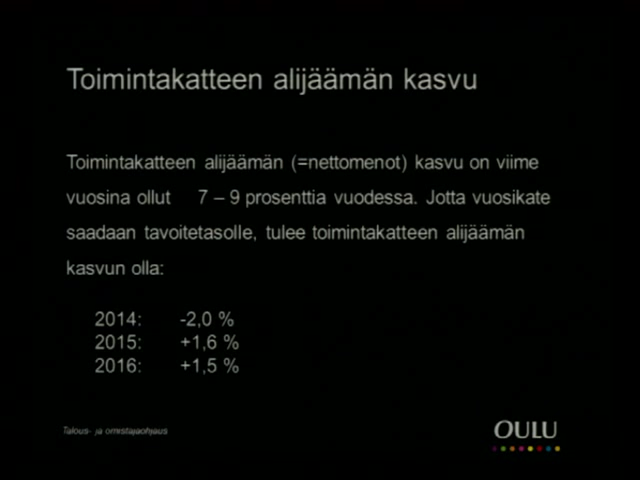 Toimintakatteen alijäämän kasvu
Toimintakatteen alijäämän (=nettomenot) kasvu on viime
vuosina ollut 7 – 9 prosenttia vuodessa. Jotta vuosikate
saadaan tavoitetasolle, tulee toimintakatteen alijäämän
kasvun olla:
2014: -2,0 %
2015: +1,6 %
2016: +1,5 %
Talous- ja omistajaohjaus
OULU